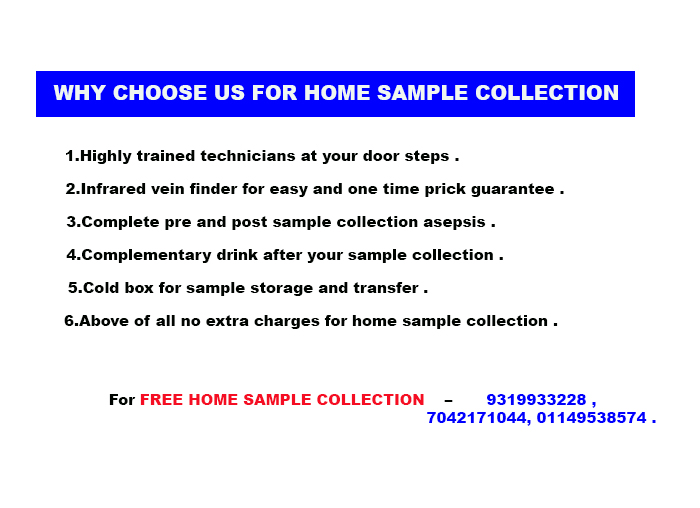 WHY CHOOSE US FOR HOME SAMPLE COLLECTION
1.Highly trained technicians at your door steps .
2.Infrared vein finder for easy and one time prick guarantee .
3.Complete pre and post sample collection asepsis .
4.Complementary drink after your sample collection .
5.Cold box for sample storage and transfer .
6.Above of all no extra charges for home sample collection .
For FREE HOME SAMPLE COLLECTION – 9319933228 ,
7042171044, 01149538574 .